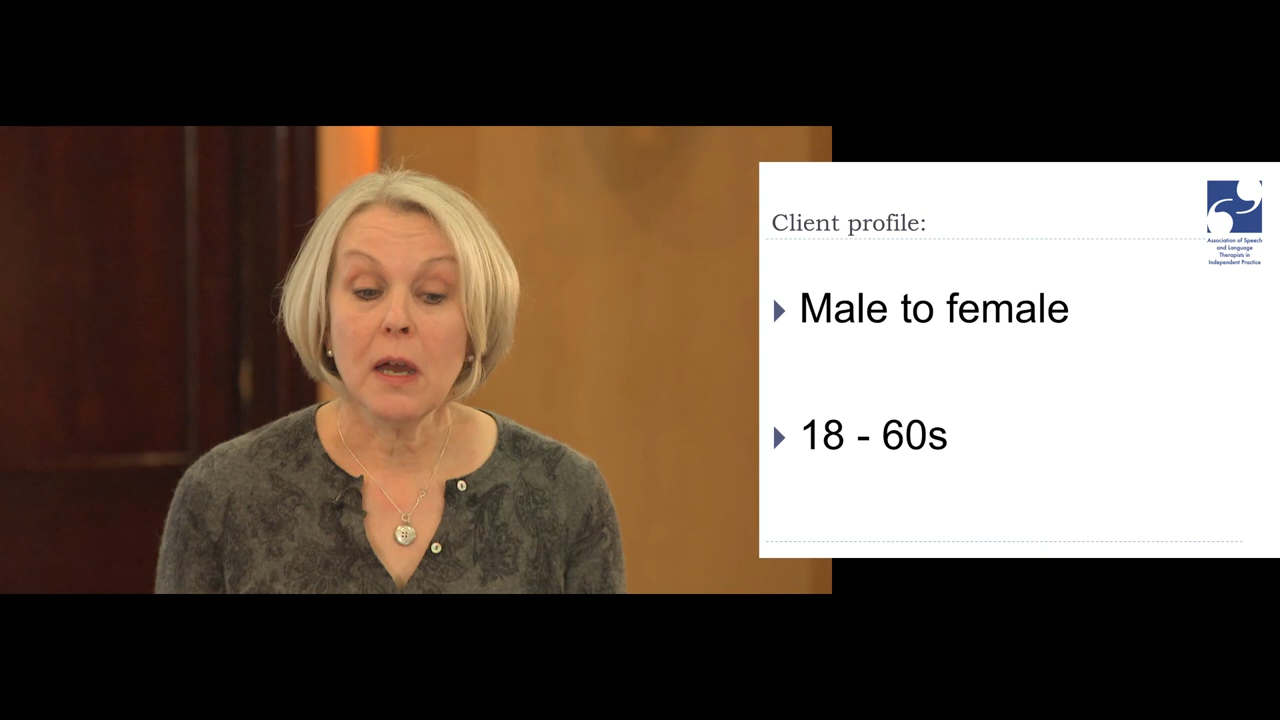 Client profile:
Association of Speech
and Language
Therapists in
Independent Practice
Male to female
18 - 60s